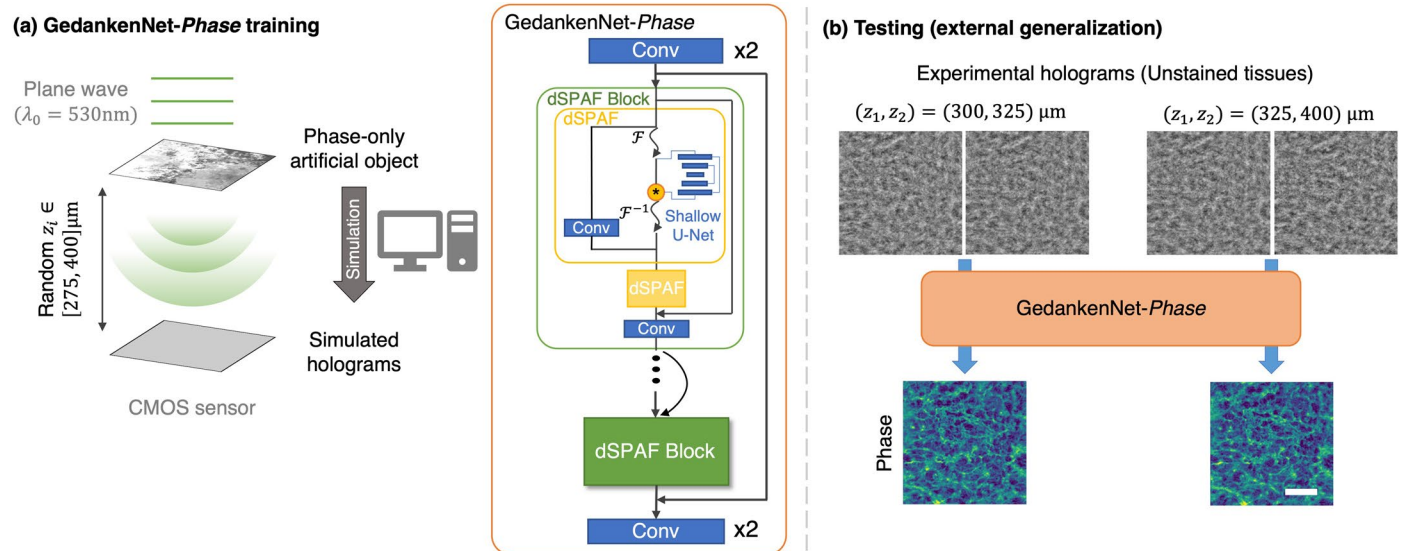 (a) GedankenNet-Phase training
Plane wave
(λ₀ = 530nm)
Phase-only
artificial object
Random zᵢ ∈
[275, 400]μm
Simulation
Simulated
holograms
CMOS sensor
GedankenNet-Phase
Conv
x2
dSPAF Block
dSPAF
ℱ
*
ℱ⁻¹
Shallow
U-Net
Conv
dSPAF
Conv
dSPAF Block
Conv
x2
(b) Testing (external generalization)
Experimental holograms (Unstained tissues)
(z₁, z₂) = (300, 325) μm
(z₁, z₂) = (325, 400) μm
GedankenNet-Phase
Phase